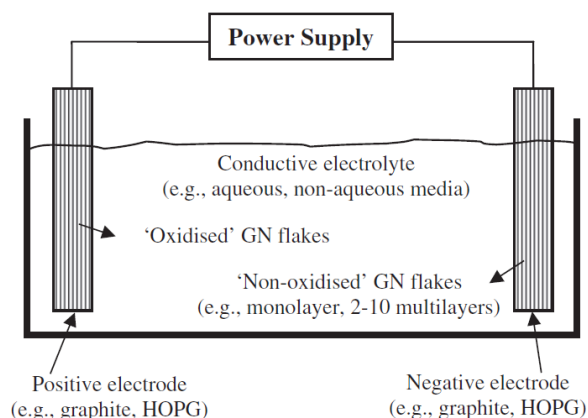 Power Supply
Conductive electrolyte
(e.g., aqueous, non-aqueous media)
‘Oxidised’ GN flakes
‘Non-oxidised’ GN flakes
(e.g., monolayer, 2-10 multilayers)
Positive electrode
(e.g., graphite, HOPG)
Negative electrode
(e.g., graphite, HOPG)